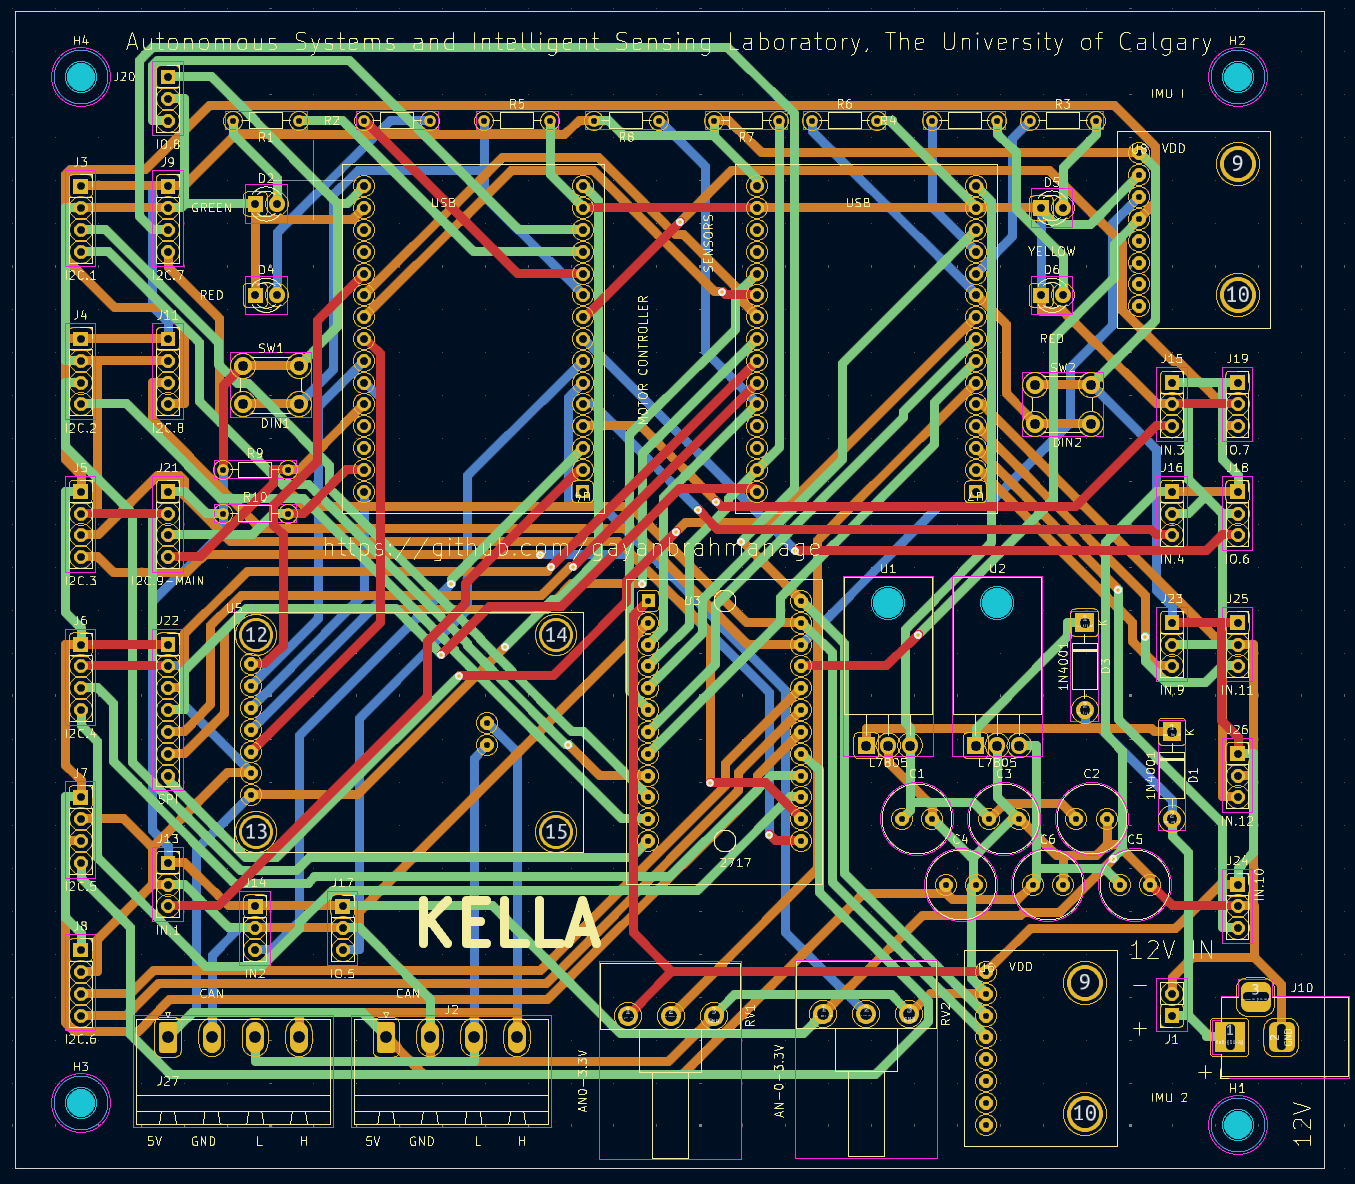 Autonomous Systems and Intelligent Sensing Laboratory, The University of Calgary
H4
H2
J20
IMU 1
R1
R2
R5
R8
R7
R6
R4
R3
IO.8
U8
VDD
9
J3
J9
D2
D5
GREEN
USB
USB
SENSORS
YELLOW
I2C.1
I2C.7
D4
D6
RED
10
J4
J11
MOTOR CONTROLLER
RED
SW1
SW2
J15
J19
DIN1
DIN2
I2C.2
I2C.8
IN.3
IO.7
R9
J5
J21
J16
J18
R10
https://github.com/gayanbrahmanage
IN.4
IO.6
I2C.3
I2C.9-MAIN
U1
U2
U5
U3
J6
J22
J23
J25
K
12
14
1N4001
D3
IN.9
IN.11
I2C.4
K
J26
L7805
L7805
J7
SPI
C1
C3
C2
1N4001
D1
IN.12
13
15
J13
2717
C4
C6
C5
I2C.5
J14
J17
J24
IN.10
IN.1
KELLA
J8
IN2
IO.5
12V IN
U6
VDD
9
CAN
CAN
J2
RV1
RV2
J10
3
1
2
GND
I2C.6
J1
H3
J27
AN0-3.3V
AN-0-3.3V
10
IMU 2
H1
12V
5V
GND
L
H
5V
GND
L
H